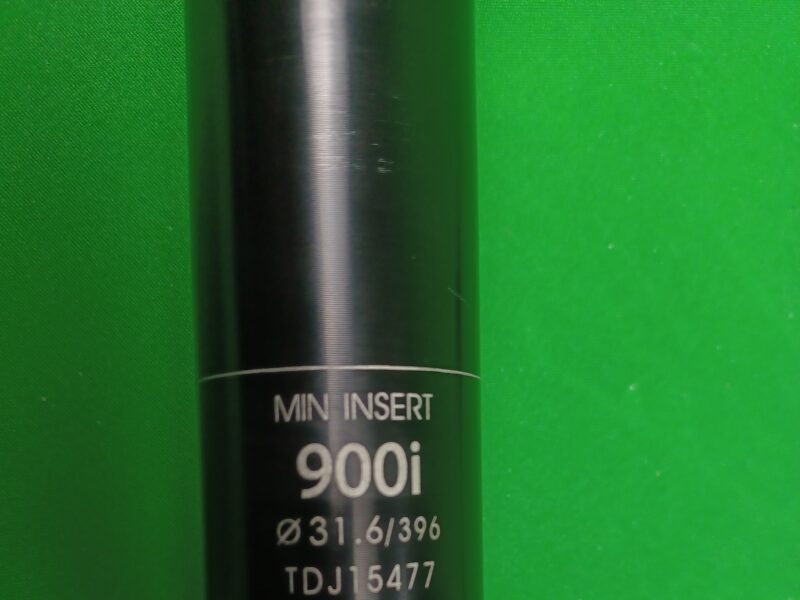 MIN INSERT
900i
Ø31.6/396
TDJ15477